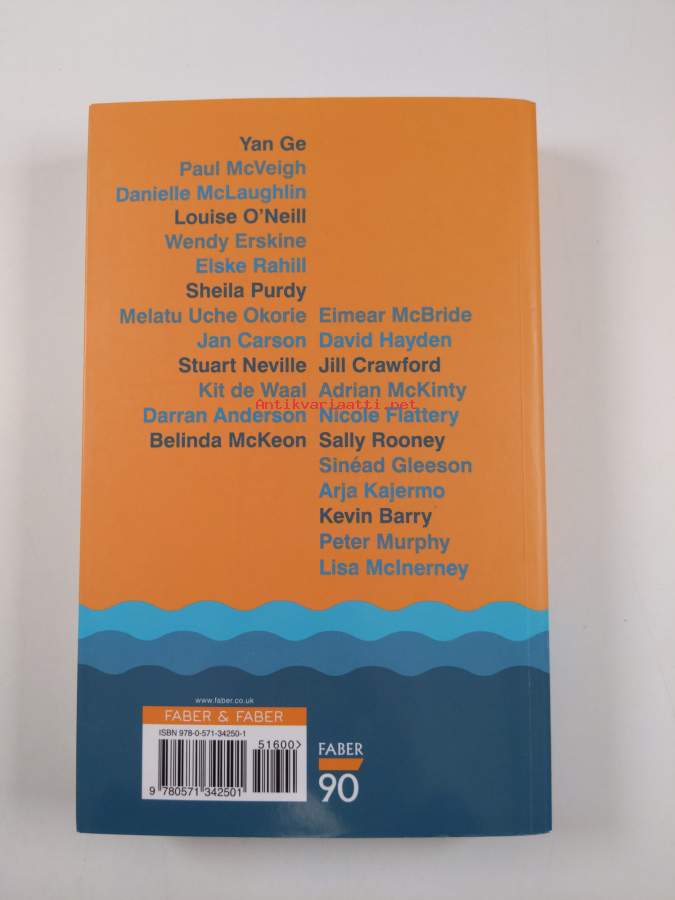 Yan Ge
Paul McVeigh
Danielle McLaughlin
Louise O'Neill
Wendy Erskine
Elske Rahill
Sheila Purdy
Melatu Uche Okorie
Jan Carson
Stuart Neville
Kit de Waal
Darran Anderson
Belinda McKeon
Eimear McBride
David Hayden
Jill Crawford
Adrian McKinty
Nicole Flattery
Sally Rooney
Sinéad Gleeson
Arja Kajermo
Kevin Barry
Peter Murphy
Lisa McInerney
Antikvariaatti.net
www.faber.co.uk
FABER & FABER
ISBN 978-0-571-34250-1
51600>
9 780571 342501
FABER
90